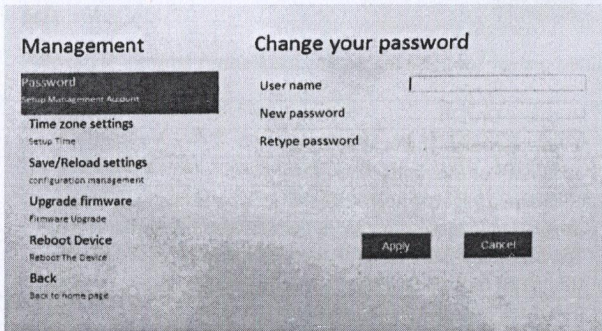 Management
Password
Setup Management Account
Time zone settings
Setup Time
Save/Reload settings
configuration management
Upgrade firmware
Firmware Upgrade
Reboot Device
Reboot The Device
Back
Back to home page
Change your password
User name
New password
Retype password
Apply
Cancel